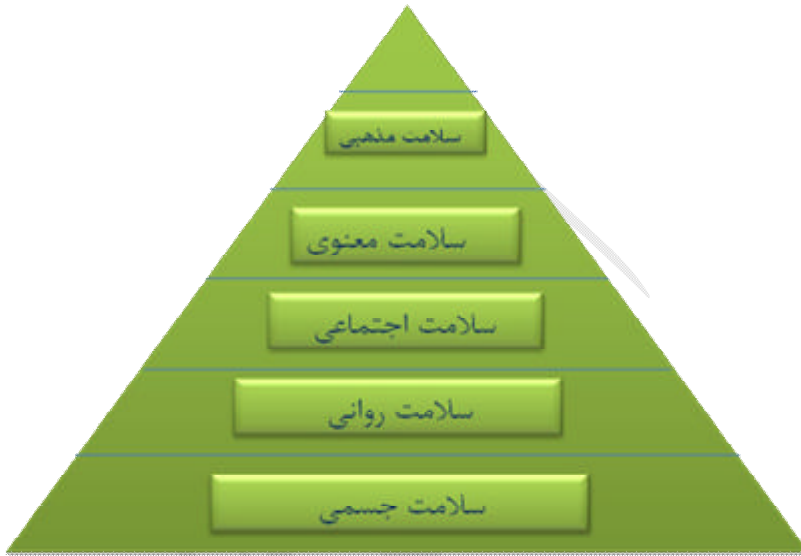 سلامت مذهبی
سلامت معنوی
سلامت اجتماعی
سلامت روانی
سلامت جسمی